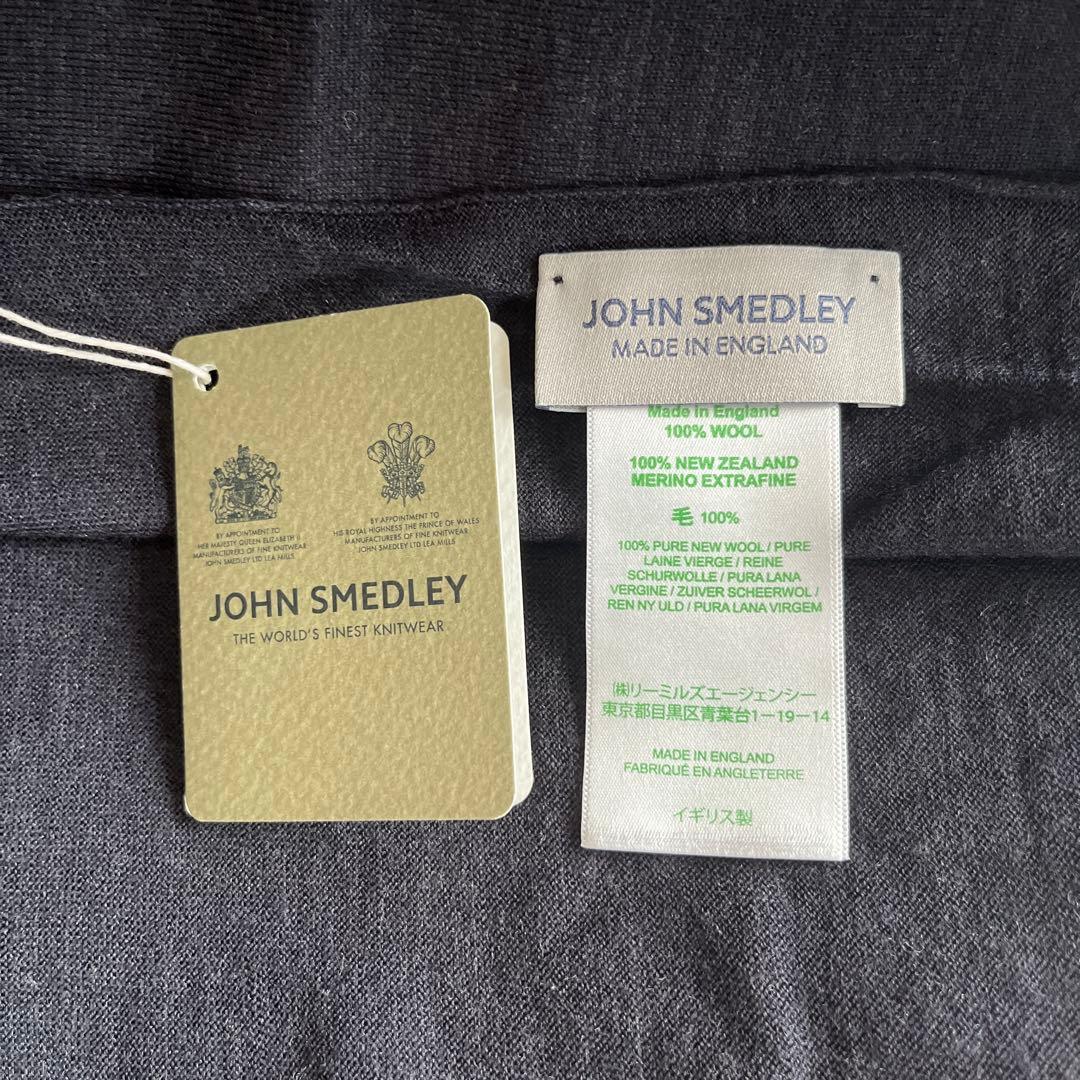 BY APPOINTMENT TO
HER MAJESTY QUEEN ELIZABETH II
MANUFACTURERS OF FINE KNITWEAR
JOHN SMEDLEY LTD LEA MILLS
BY APPOINTMENT TO
HIS ROYAL HIGHNESS THE PRINCE OF WALES
MANUFACTURERS OF FINE KNITWEAR
JOHN SMEDLEY LTD LEA MILLS
JOHN SMEDLEY
THE WORLD'S FINEST KNITWEAR
JOHN SMEDLEY
MADE IN ENGLAND
Made in England
100% WOOL
100% NEW ZEALAND
MERINO EXTRAFINE
毛 100%
100% PURE NEW WOOL / PURE
LAINE VIERGE / REINE
SCHURWOLLE / PURA LANA
VERGINE / ZUIVER SCHEERWOL /
REN NY ULD / PURA LANA VIRGEM
(株)リーミルズエージェンシー
東京都目黒区青葉台1-19-14
MADE IN ENGLAND
FABRIQUÉ EN ANGLETERRE
イギリス製